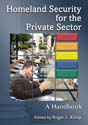 Homeland Security
for the
Private Sector
A Handbook
Edited by Roger L. Kemp